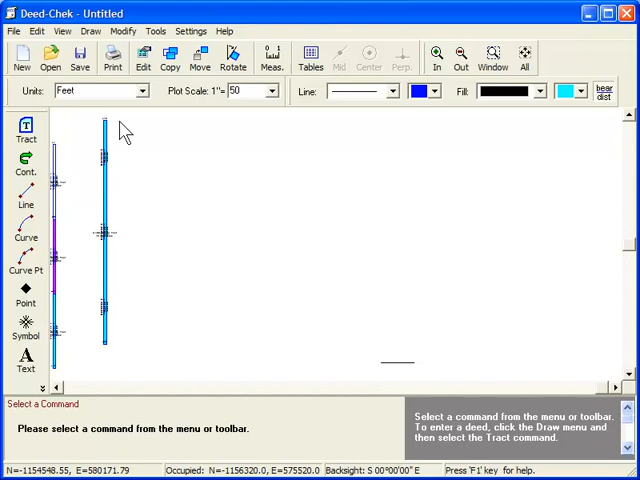 Deed-Chek - Untitled
File Edit View Draw Modify Tools Settings Help
New Open Save Print Edit Copy Move Rotate Meas. Tables Mid Center Perp. In Out Window All
Units: Feet Plot Scale: 1"= 50 Line: Fill: bear dist
Tract
Cont.
Line
Curve
Curve Pt
Point
Symbol
Text
Select a Command
Please select a command from the menu or toolbar.
Select a command from the menu or toolbar.
To enter a deed, click the Draw menu and
then select the Tract command.
N=-1154548.55, E=580171.79 Occupied: N=-1156320.0, E=575520.0 Backsight: S 00°00'00" E Press 'F1' key for help.